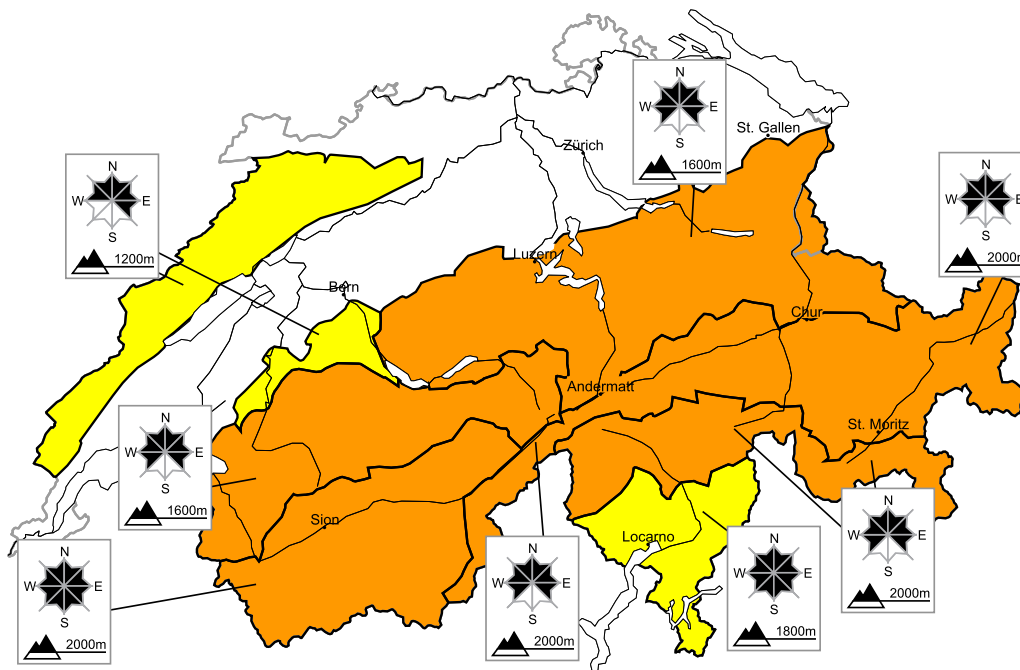 N
W E
S
1600m
St. Gallen
Zürich
N
W E
S
1200m
N
W E
S
2000m
Luzern
Bern
Chur
Andermatt
St. Moritz
N
W E
S
1600m
Sion
Locarno
N
W E
S
2000m
N
W E
S
2000m
N
W E
S
1800m
N
W E
S
2000m